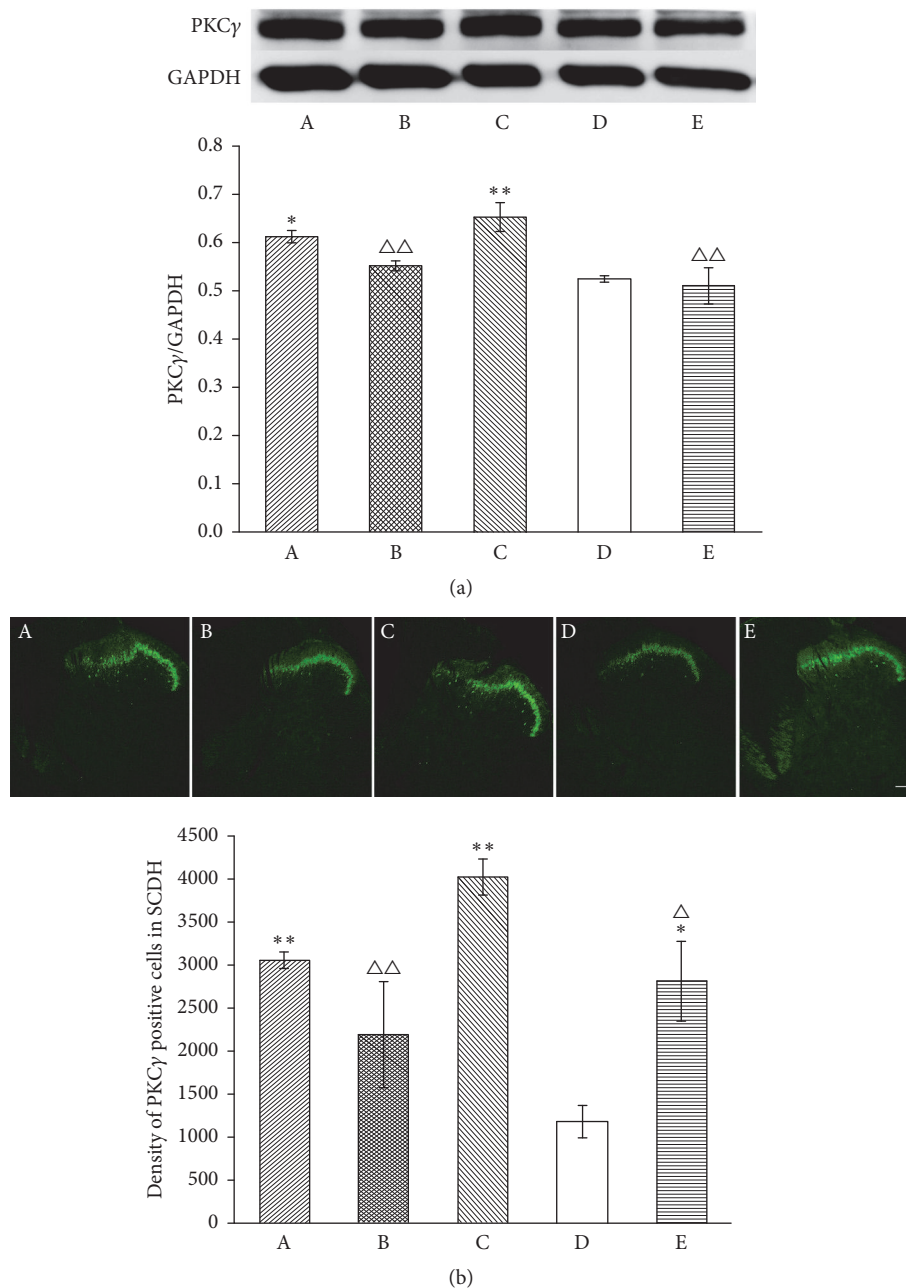 PKCγ
GAPDH
A B C D E
0.8
0.7
0.6
0.5
0.4
0.3
0.2
0.1
0.0
PKCγ/GAPDH
*
△△
**
△△
A B C D E
(a)
A B C D E
4500
4000
3500
3000
2500
2000
1500
1000
500
0
Density of PKCγ positive cells in SCDH
**
△△
**
△
*
A B C D E
(b)